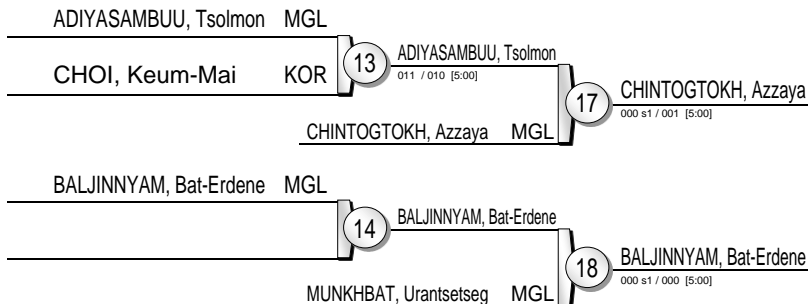 ADIYASAMBUU, Tsolmon MGL
CHOI, Keum-Mai KOR
13
ADIYASAMBUU, Tsolmon
011 / 010 [5:00]
CHINTOGTOKH, Azzaya MGL
17
CHINTOGTOKH, Azzaya
000 s1 / 001 [5:00]
BALJINNYAM, Bat-Erdene MGL
14
BALJINNYAM, Bat-Erdene
MUNKHBAT, Urantsetseg MGL
18
BALJINNYAM, Bat-Erdene
000 s1 / 000 [5:00]